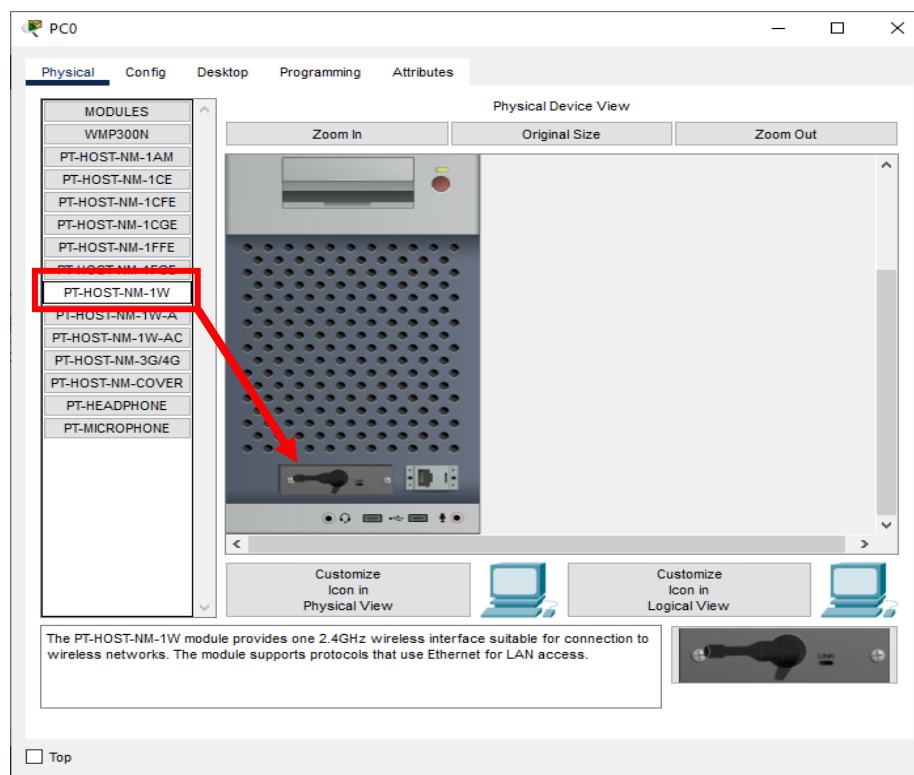 PC0
Physical Config Desktop Programming Attributes
MODULES
WMP300N
PT-HOST-NM-1AM
PT-HOST-NM-1CE
PT-HOST-NM-1CFE
PT-HOST-NM-1CGE
PT-HOST-NM-1FFE
PT-HOST-NM-1FGE
PT-HOST-NM-1W
PT-HOST-NM-1W-A
PT-HOST-NM-1W-AC
PT-HOST-NM-3G/4G
PT-HOST-NM-COVER
PT-HEADPHONE
PT-MICROPHONE
Physical Device View
Zoom In Original Size Zoom Out
Customize
Icon in
Physical View
Customize
Icon in
Logical View
The PT-HOST-NM-1W module provides one 2.4GHz wireless interface suitable for connection to
wireless networks. The module supports protocols that use Ethernet for LAN access.
LINK
Top